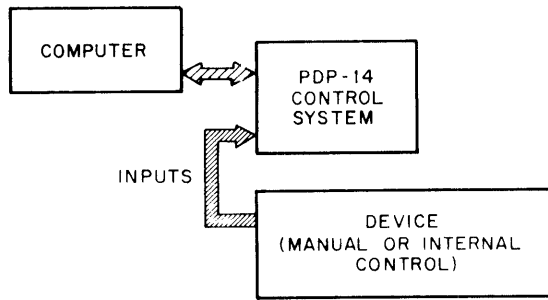 COMPUTER
PDP-14
CONTROL
SYSTEM
INPUTS
DEVICE
(MANUAL OR INTERNAL
CONTROL)